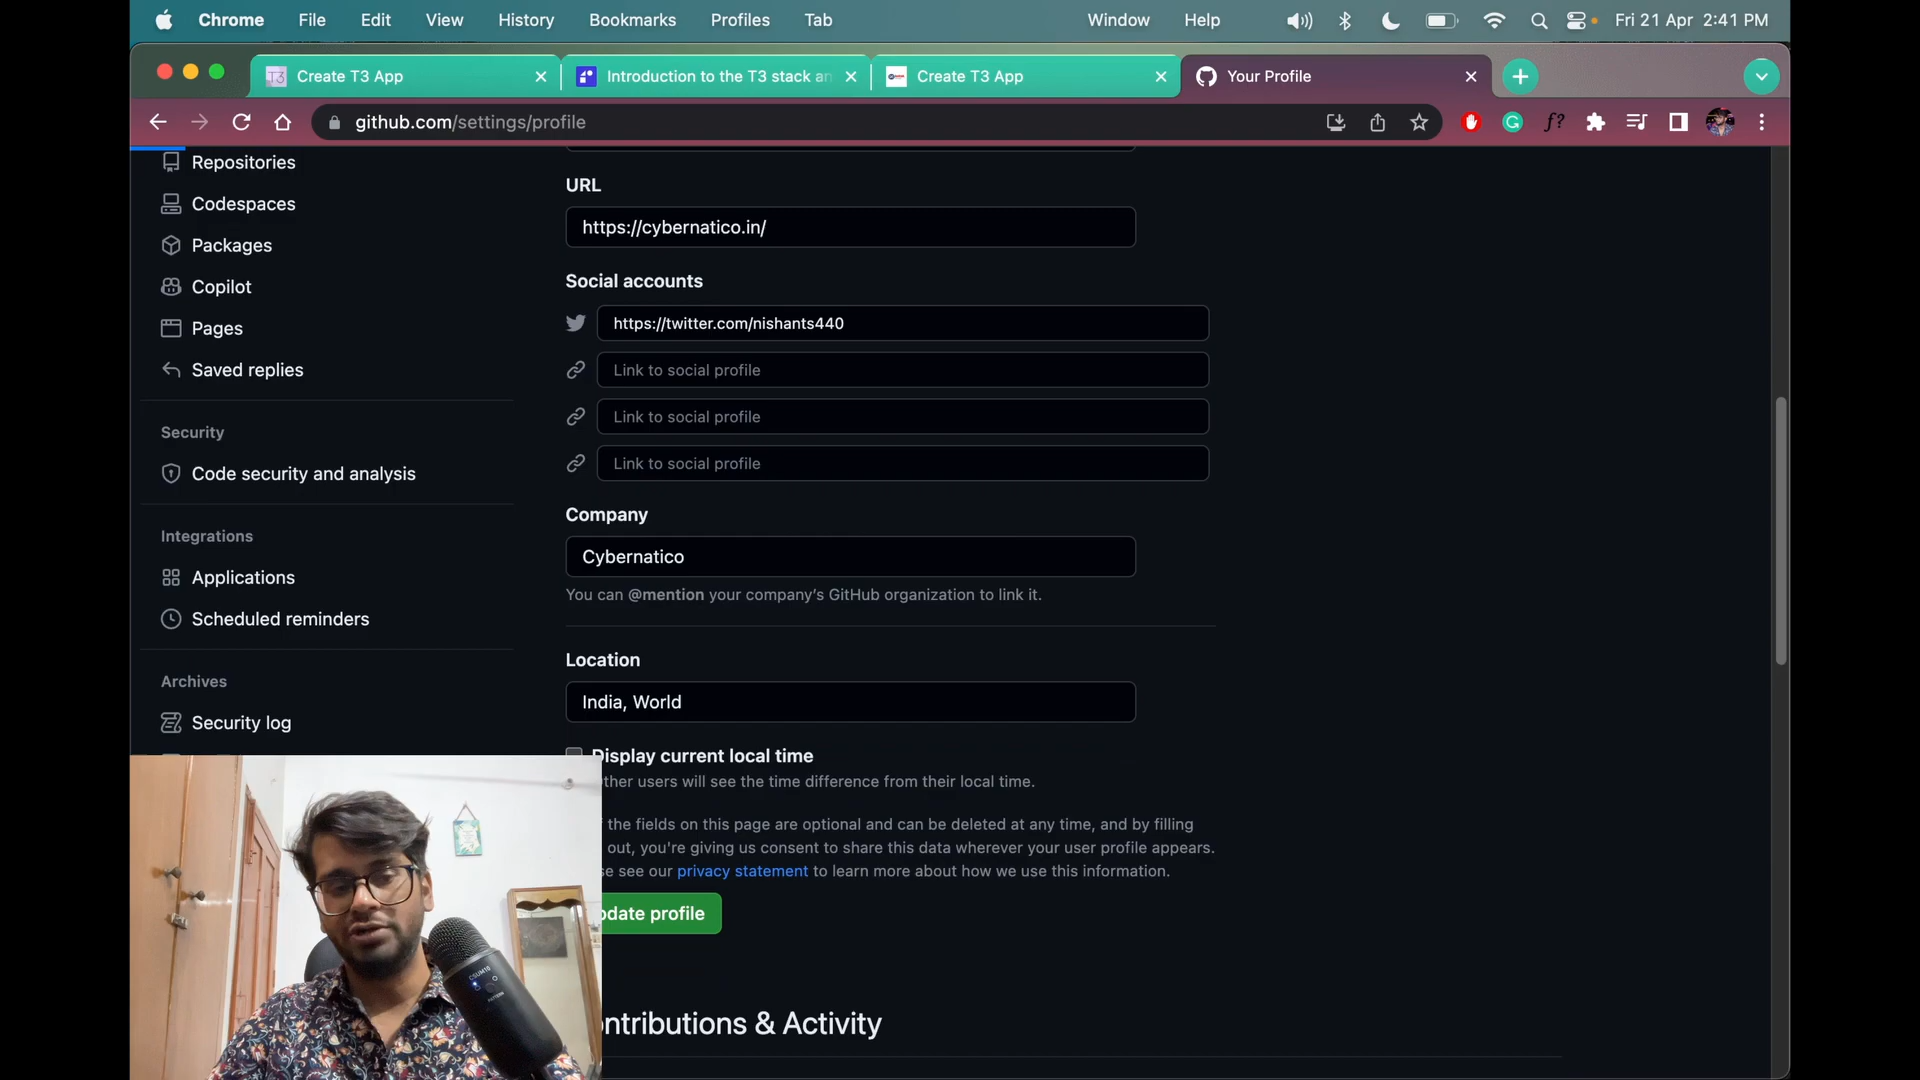 Chrome File Edit View History Bookmarks Profiles Tab Window Help Fri 21 Apr 2:41 PM
Create T3 App Introduction to the T3 stack an Create T3 App Your Profile
github.com/settings/profile
Repositories
Codespaces
Packages
Copilot
Pages
Saved replies
Security
Code security and analysis
Integrations
Applications
Scheduled reminders
Archives
Security log
URL
https://cybernatico.in/
Social accounts
https://twitter.com/nishants440
Link to social profile
Link to social profile
Link to social profile
Company
Cybernatico
You can @mention your company's GitHub organization to link it.
Location
India, World
Display current local time
ther users will see the time difference from their local time.
f the fields on this page are optional and can be deleted at any time, and by filling
out, you're giving us consent to share this data wherever your user profile appears.
se see our privacy statement to learn more about how we use this information.
pdate profile
ontributions & Activity